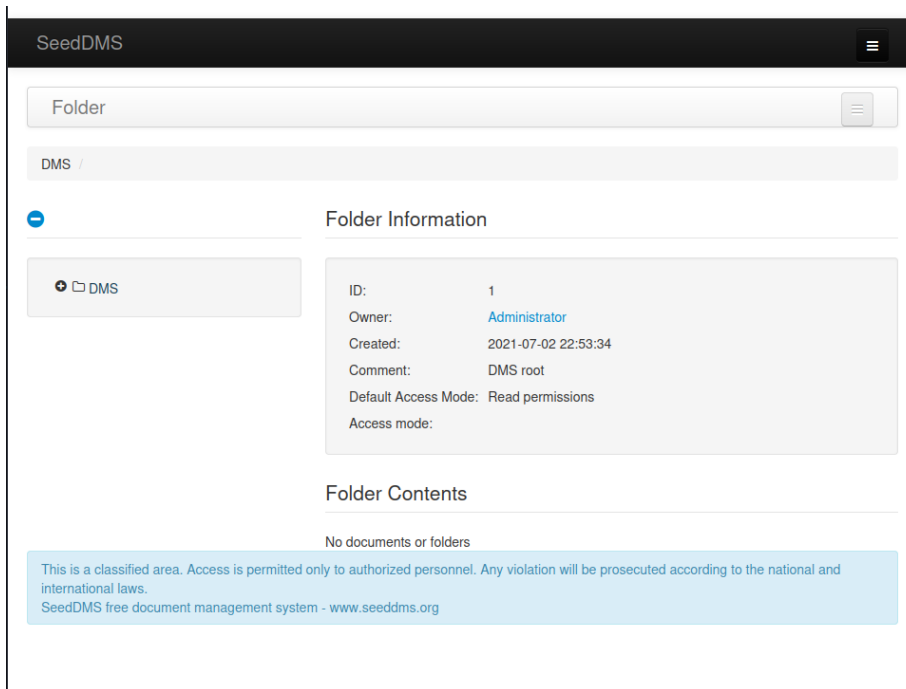 SeedDMS
Folder
DMS /
Folder Information
DMS
ID: 1
Owner: Administrator
Created: 2021-07-02 22:53:34
Comment: DMS root
Default Access Mode: Read permissions
Access mode:
Folder Contents
No documents or folders
This is a classified area. Access is permitted only to authorized personnel. Any violation will be prosecuted according to the national and
international laws.
SeedDMS free document management system - www.seeddms.org